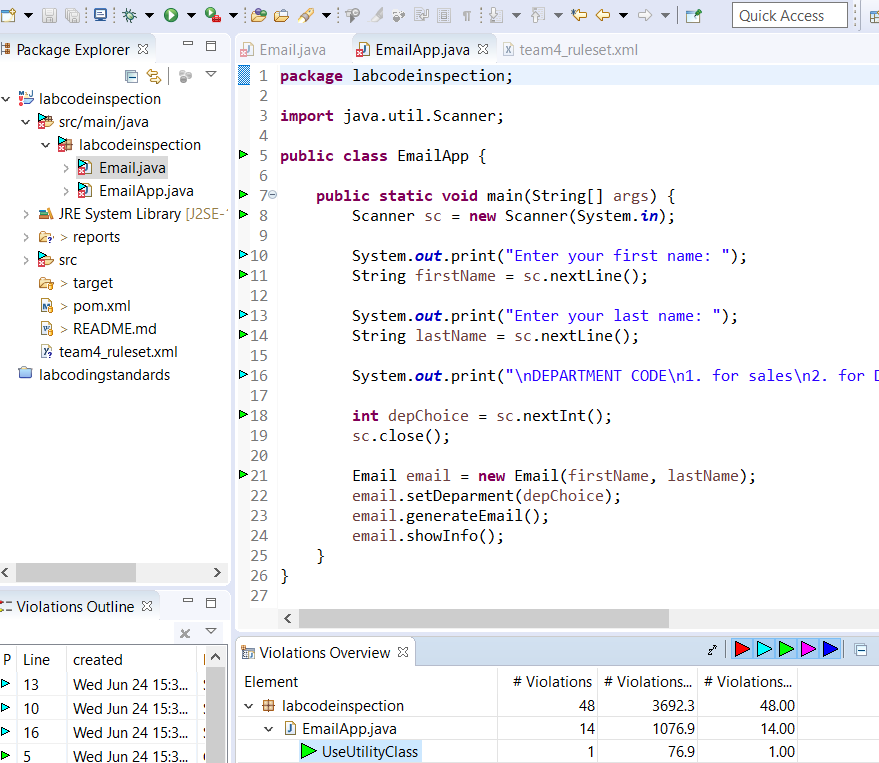 Quick Access
Package Explorer
labcodeinspection
src/main/java
labcodeinspection
Email.java
EmailApp.java
JRE System Library [J2SE-
> reports
src
> target
> pom.xml
> README.md
team4_ruleset.xml
labcodingstandards
Email.java
EmailApp.java
team4_ruleset.xml
1 package labcodeinspection;
2
3 import java.util.Scanner;
4
5 public class EmailApp {
6
7 public static void main(String[] args) {
8 Scanner sc = new Scanner(System.in);
9
10 System.out.print("Enter your first name: ");
11 String firstName = sc.nextLine();
12
13 System.out.print("Enter your last name: ");
14 String lastName = sc.nextLine();
15
16 System.out.print("\nDEPARTMENT CODE\n1. for sales\n2. for D
17
18 int depChoice = sc.nextInt();
19 sc.close();
20
21 Email email = new Email(firstName, lastName);
22 email.setDeparment(depChoice);
23 email.generateEmail();
24 email.showInfo();
25 }
26 }
27
Violations Outline
P Line created
13 Wed Jun 24 15:3...
10 Wed Jun 24 15:3...
16 Wed Jun 24 15:3...
5 Wed Jun 24 15:3...
Violations Overview
Element # Violations # Violations... # Violations...
labcodeinspection 48 3692.3 48.00
EmailApp.java 14 1076.9 14.00
UseUtilityClass 1 76.9 1.00